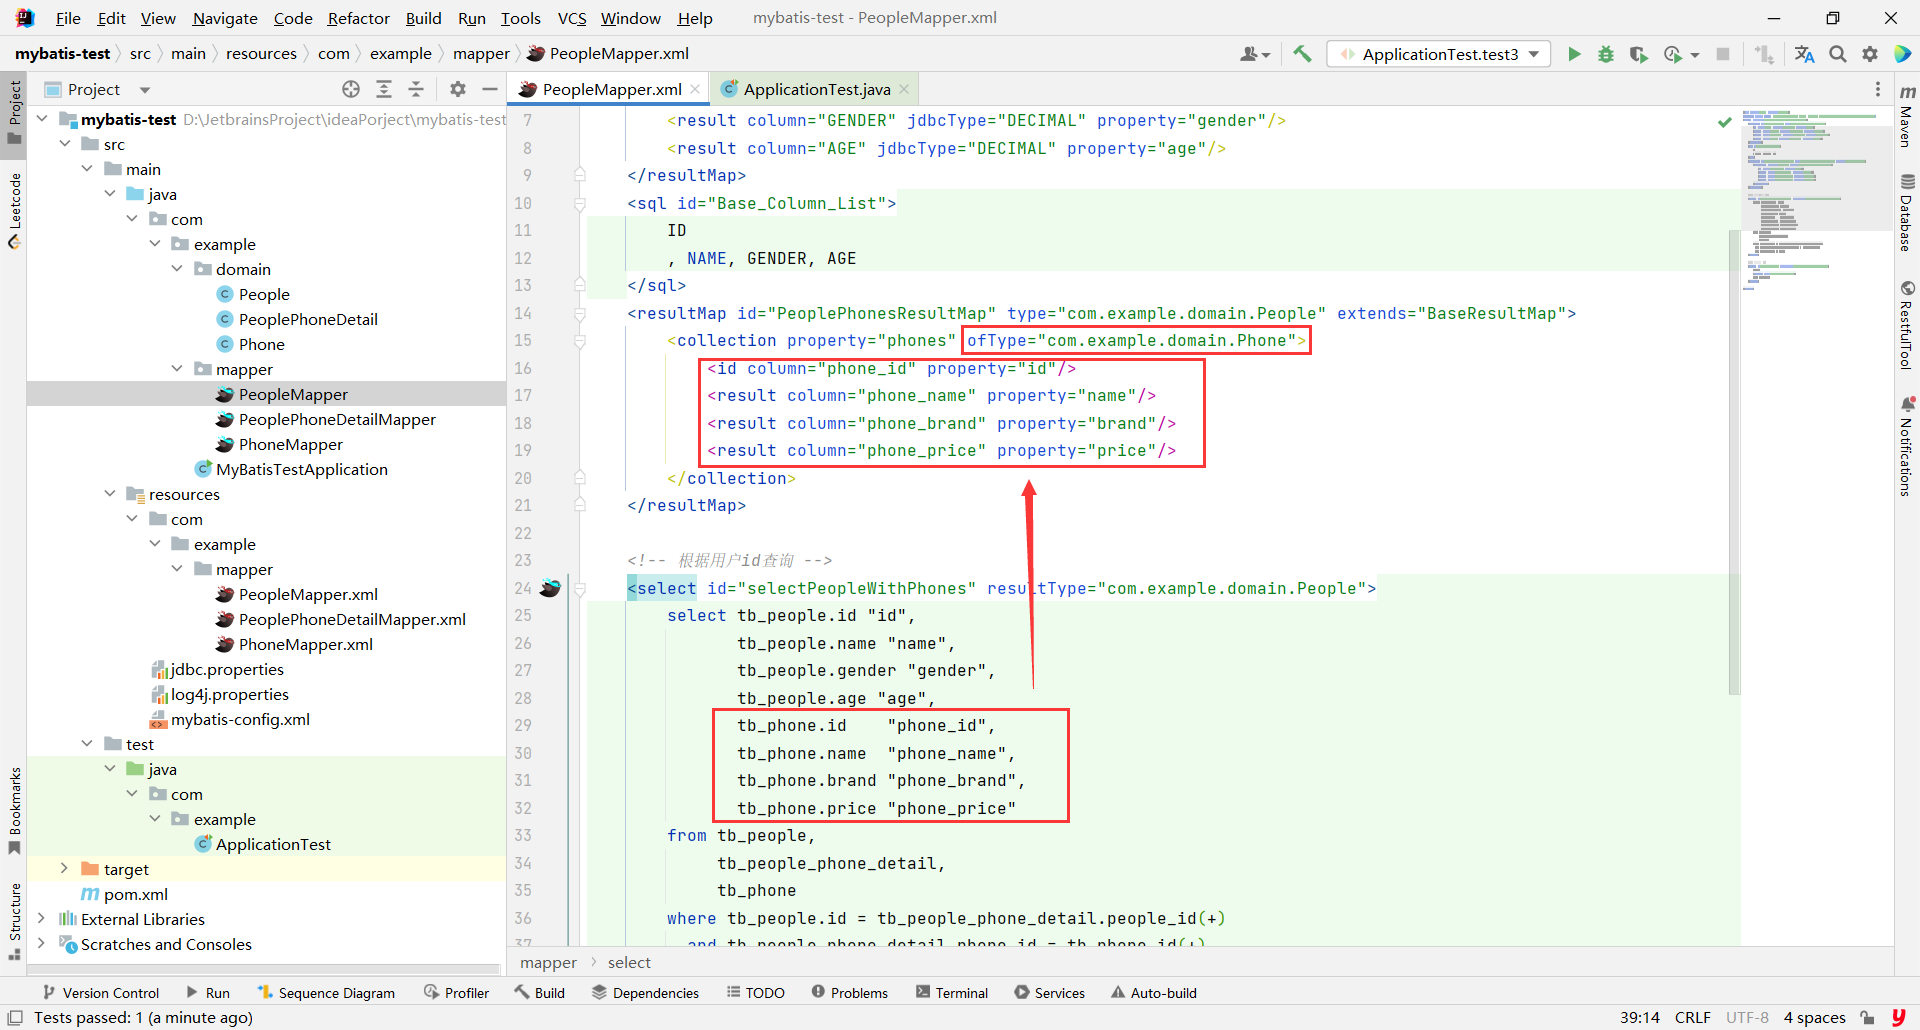 File Edit View Navigate Code Refactor Build Run Tools VCS Window Help mybatis-test - PeopleMapper.xml
mybatis-test src main resources com example mapper PeopleMapper.xml ApplicationTest.test3
Project
PeopleMapper.xml ApplicationTest.java
Project
Leetcode
Bookmarks
Structure
mybatis-test D:\JetbrainsProject\ideaPorject\mybatis-test
src
main
java
com
example
domain
People
PeoplePhoneDetail
Phone
mapper
PeopleMapper
PeoplePhoneDetailMapper
PhoneMapper
MyBatisTestApplication
resources
com
example
mapper
PeopleMapper.xml
PeoplePhoneDetailMapper.xml
PhoneMapper.xml
jdbc.properties
log4j.properties
mybatis-config.xml
test
java
com
example
ApplicationTest
target
pom.xml
External Libraries
Scratches and Consoles
7 <result column="GENDER" jdbcType="DECIMAL" property="gender"/>
8 <result column="AGE" jdbcType="DECIMAL" property="age"/>
9 </resultMap>
10 <sql id="Base_Column_List">
11 ID
12 , NAME, GENDER, AGE
13 </sql>
14 <resultMap id="PeoplePhonesResultMap" type="com.example.domain.People" extends="BaseResultMap">
15 <collection property="phones" ofType="com.example.domain.Phone">
16 <id column="phone_id" property="id"/>
17 <result column="phone_name" property="name"/>
18 <result column="phone_brand" property="brand"/>
19 <result column="phone_price" property="price"/>
20 </collection>
21 </resultMap>
22
23 <!-- 根据用户id查询 -->
24 <select id="selectPeopleWithPhones" resultType="com.example.domain.People">
25 select tb_people.id "id",
26 tb_people.name "name",
27 tb_people.gender "gender",
28 tb_people.age "age",
29 tb_phone.id "phone_id",
30 tb_phone.name "phone_name",
31 tb_phone.brand "phone_brand",
32 tb_phone.price "phone_price"
33 from tb_people,
34 tb_people_phone_detail,
35 tb_phone
36 where tb_people.id = tb_people_phone_detail.people_id(+)
37 and tb_people_phone_detail.phone_id = tb_phone.id(+)
mapper select
Maven
Database
RestfulTool
Notifications
Version Control Run Sequence Diagram Profiler Build Dependencies TODO Problems Terminal Services Auto-build
Tests passed: 1 (a minute ago) 39:14 CRLF UTF-8 4 spaces